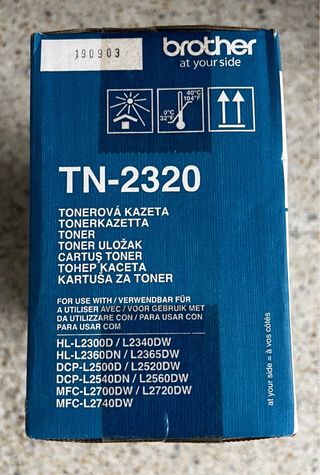 190903
brother
at your side
40°C
104°F
0°C
32°F
TN-2320
TONEROVÁ KAZETA
TONERKAZETTA
TONER
TONER ULOŽAK
CARTUŞ TONER
ТОНЕР КАСЕТА
KARTUŠA ZA TONER
FOR USE WITH / VERWENDBAR FÜR
A UTILISER AVEC / VOOR GEBRUIK MET
DA UTILIZZARE CON / PARA USAR CON
PARA USAR COM
HL-L2300D / L2340DW
HL-L2360DN / L2365DW
DCP-L2500D / L2520DW
DCP-L2540DN / L2560DW
MFC-L2700DW / L2720DW
MFC-L2740DW
at your side = à vos côtés